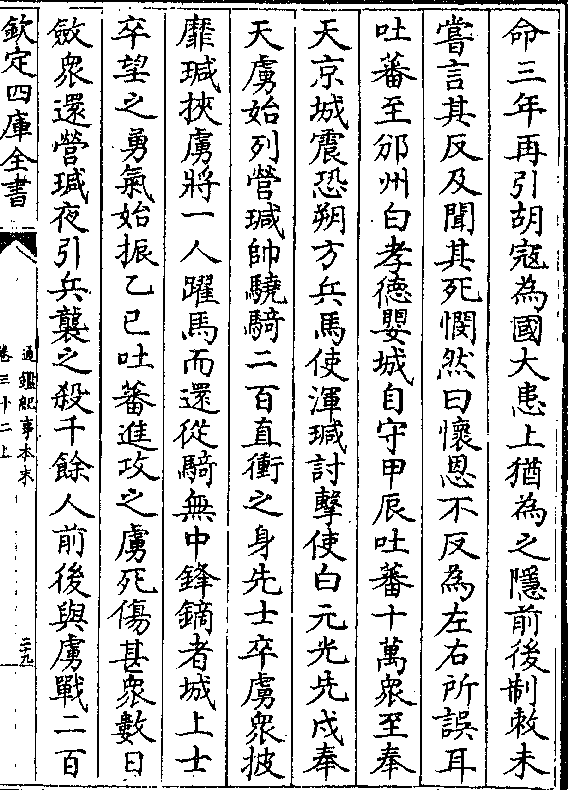 命三年再引胡寇為國大患上猶為之隱前後制敕未
嘗言其反及聞其死憫然曰懷恩不反為左右所誤耳
吐蕃至邠州白孝德嬰城自守甲辰吐蕃十萬衆至奉
天京城震恐朔方兵馬使渾瑊討擊使白元光先戍奉
天虜始列營瑊帥驍騎二百直衝之身先士卒虜衆披
靡瑊挾虜將一人躍馬而還從騎無中鋒鏑者城上士
卒望之勇氣始振乙巳吐蕃進攻之虜死傷甚衆數日
斂衆還營瑊夜引兵襲之殺千餘人前後與虜戰二百
欽定四庫全書
通鑑紀事本末
卷三十二上
二十九